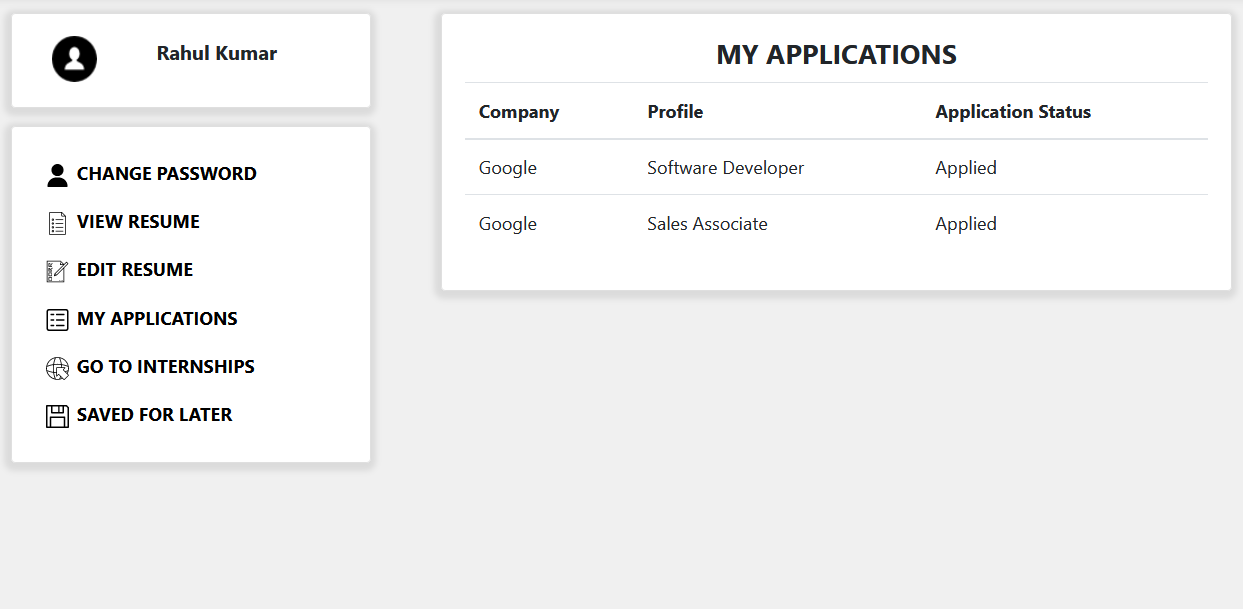 Rahul Kumar
CHANGE PASSWORD
VIEW RESUME
EDIT RESUME
MY APPLICATIONS
GO TO INTERNSHIPS
SAVED FOR LATER
MY APPLICATIONS
Company Profile Application Status
Google Software Developer Applied
Google Sales Associate Applied